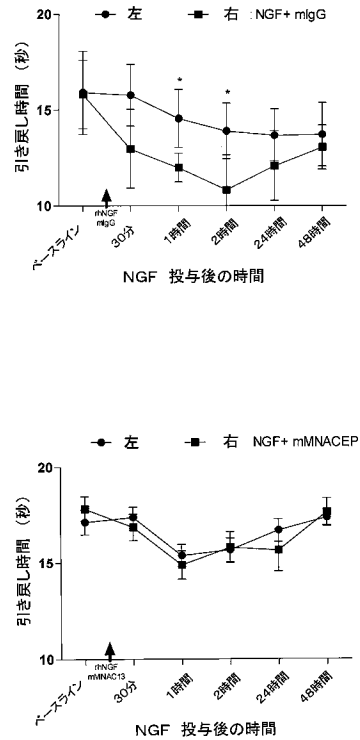 左 右 :NGF+ mIgG
引き戻し時間（秒）
20
15
10
*
*
rhNGF
mIgG
ベースライン
30分
1時間
2時間
24時間
48時間
NGF 投与後の時間
左 右 NGF+ mMNACEP
引き戻し時間（秒）
20
15
10
rhNGF
mMNAC13
ベースライン
30分
1時間
2時間
24時間
48時間
NGF 投与後の時間